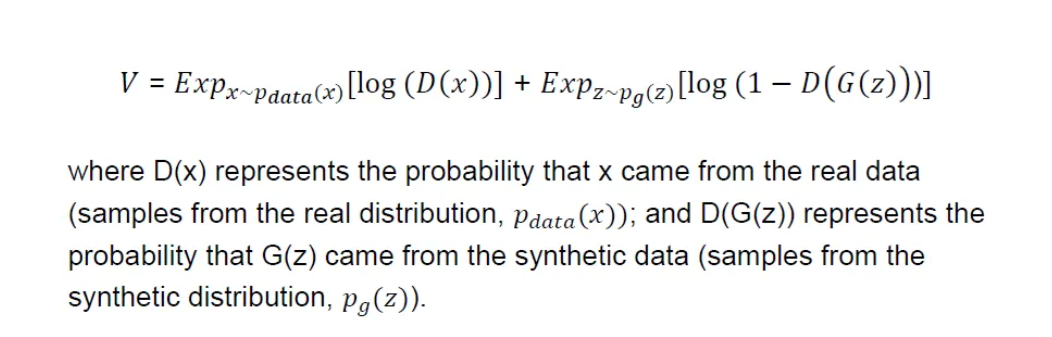 V = Exp_{x~p_{data}(x)}[log (D(x))] + Exp_{z~p_g(z)}[log (1 − D(G(z)))]
where D(x) represents the probability that x came from the real data
(samples from the real distribution, p_{data}(x)); and D(G(z)) represents the
probability that G(z) came from the synthetic data (samples from the
synthetic distribution, p_g(z)).